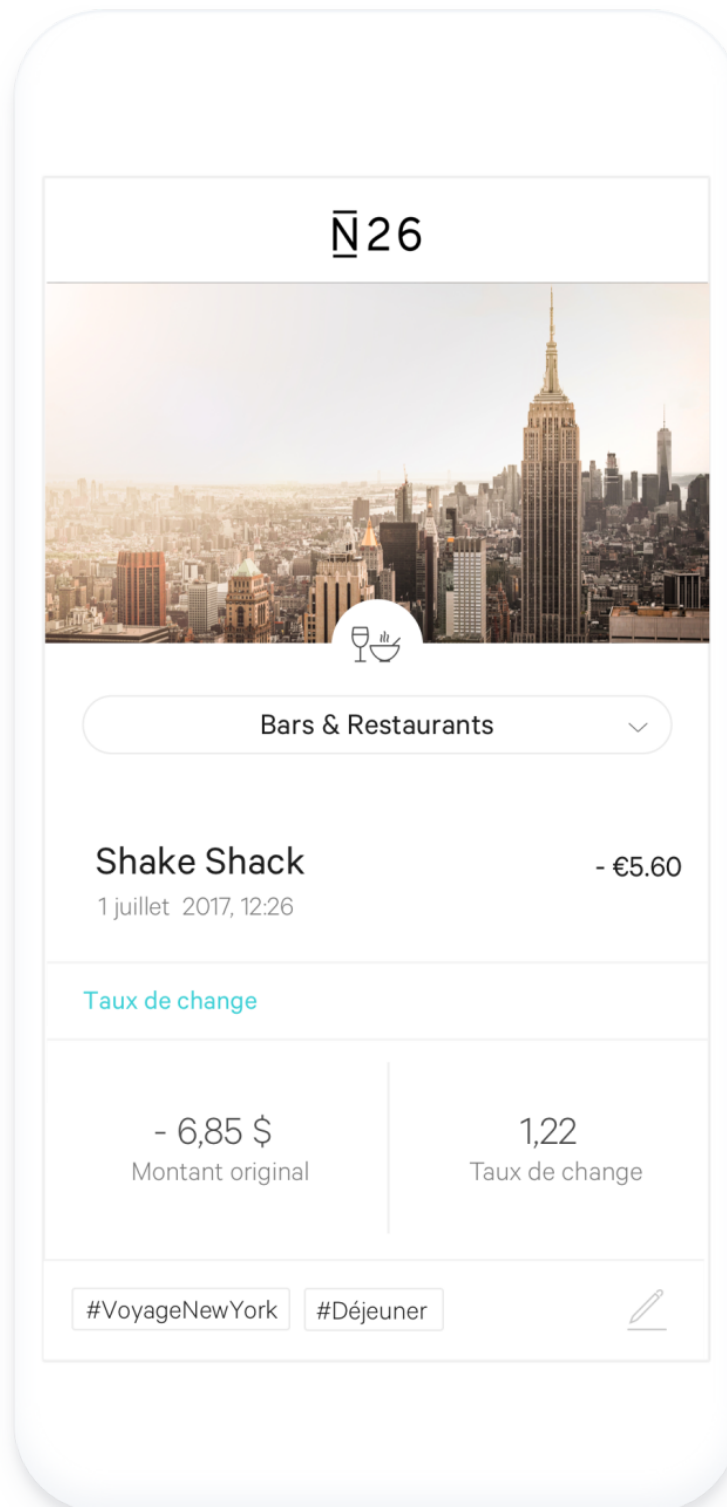 N26
Bars & Restaurants
Shake Shack
- €5.60
1 juillet 2017, 12:26
Taux de change
- 6,85 $
1,22
Montant original
Taux de change
#VoyageNewYork
#Déjeuner